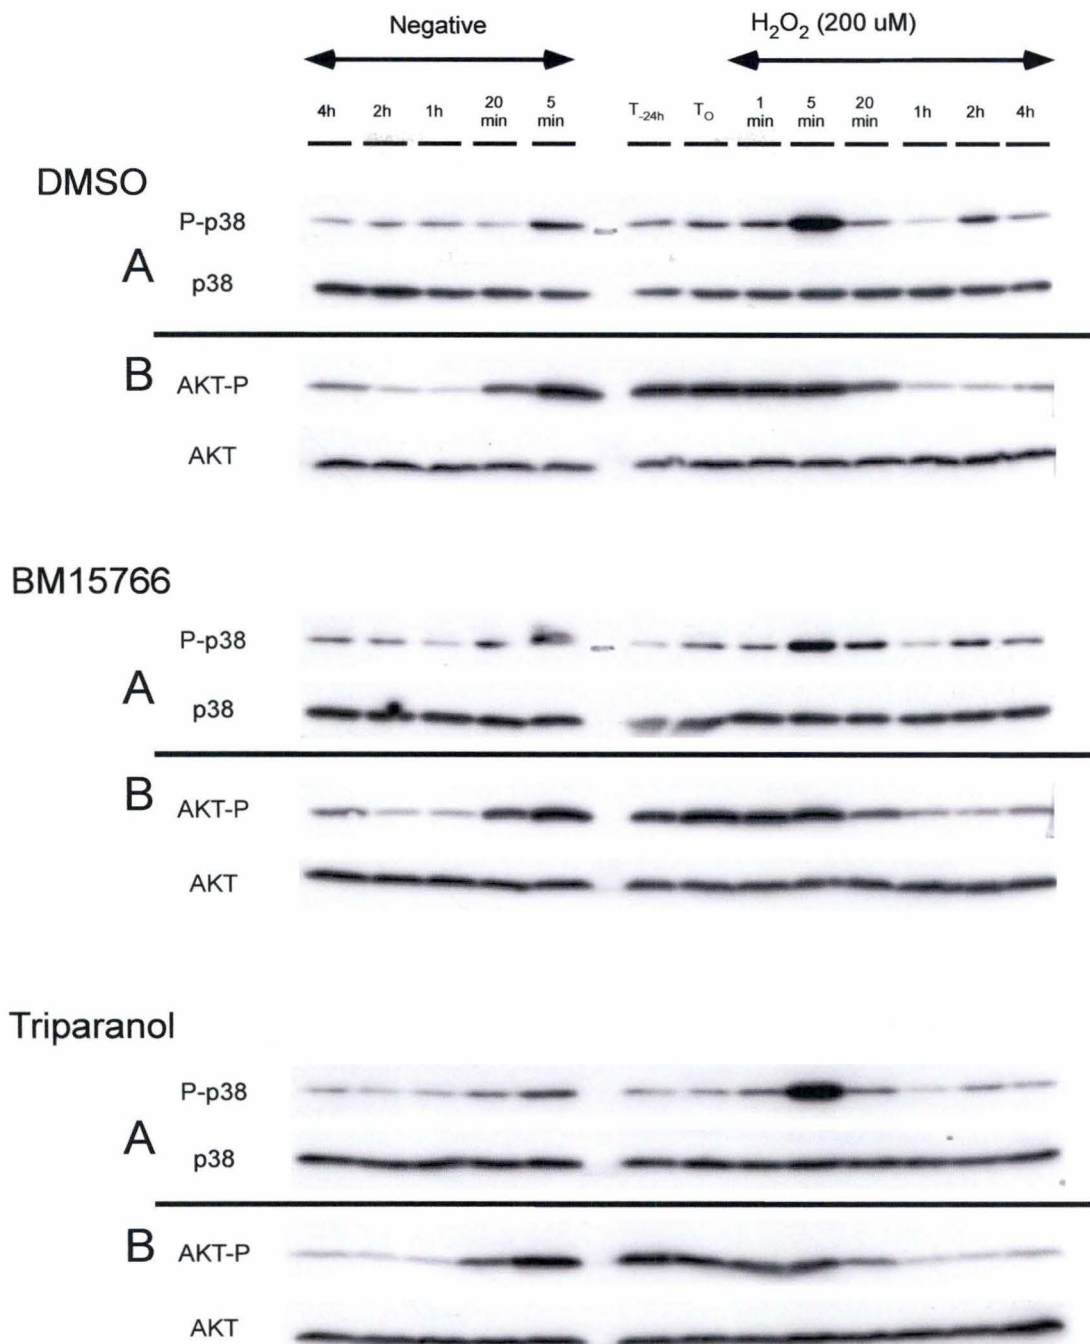 Negative H₂O₂ (200 uM)
4h 2h 1h 20 min 5 min T₋₂₄ₕ T_O 1 min 5 min 20 min 1h 2h 4h
DMSO
P-p38
A
p38
B
AKT-P
AKT
BM15766
P-p38
A
p38
B
AKT-P
AKT
Triparanol
P-p38
A
p38
B
AKT-P
AKT